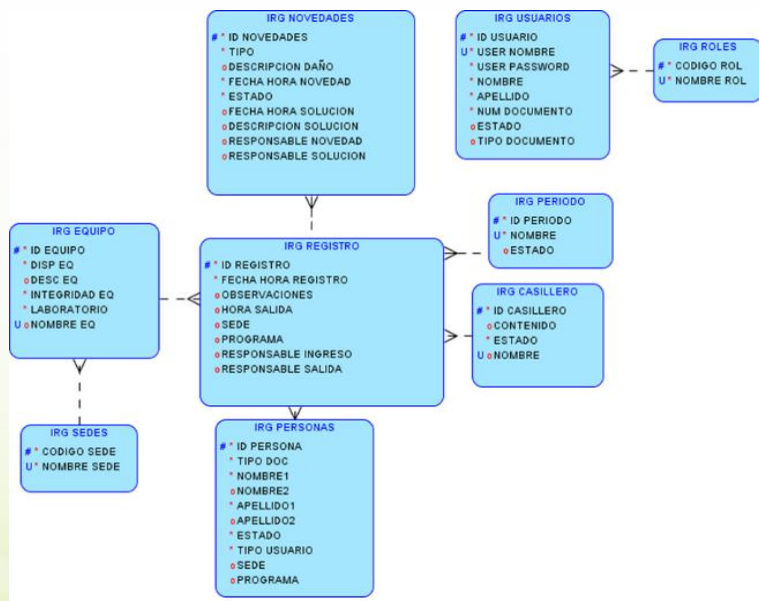 IRG NOVEDADES
# * ID NOVEDADES
* TIPO
o DESCRIPCION DAÑO
* FECHA HORA NOVEDAD
* ESTADO
o FECHA HORA SOLUCION
o DESCRIPCION SOLUCION
o RESPONSABLE NOVEDAD
o RESPONSABLE SOLUCION
IRG USUARIOS
# * ID USUARIO
U * USER NOMBRE
* USER PASSWORD
* NOMBRE
* APELLIDO
* NUM DOCUMENTO
o ESTADO
o TIPO DOCUMENTO
IRG ROLES
# * CODIGO ROL
U * NOMBRE ROL
IRG PERIODO
# * ID PERIODO
U * NOMBRE
o ESTADO
IRG EQUIPO
# * ID EQUIPO
* DISP EQ
o DESC EQ
* INTEGRIDAD EQ
* LABORATORIO
U o NOMBRE EQ
IRG REGISTRO
# * ID REGISTRO
* FECHA HORA REGISTRO
o OBSERVACIONES
o HORA SALIDA
o SEDE
o PROGRAMA
o RESPONSABLE INGRESO
o RESPONSABLE SALIDA
IRG CASILLERO
# * ID CASILLERO
o CONTENIDO
* ESTADO
U o NOMBRE
IRG SEDES
# * CODIGO SEDE
U * NOMBRE SEDE
IRG PERSONAS
# * ID PERSONA
* TIPO DOC
* NOMBRE1
o NOMBRE2
* APELLIDO1
o APELLIDO2
* ESTADO
* TIPO USUARIO
o SEDE
o PROGRAMA